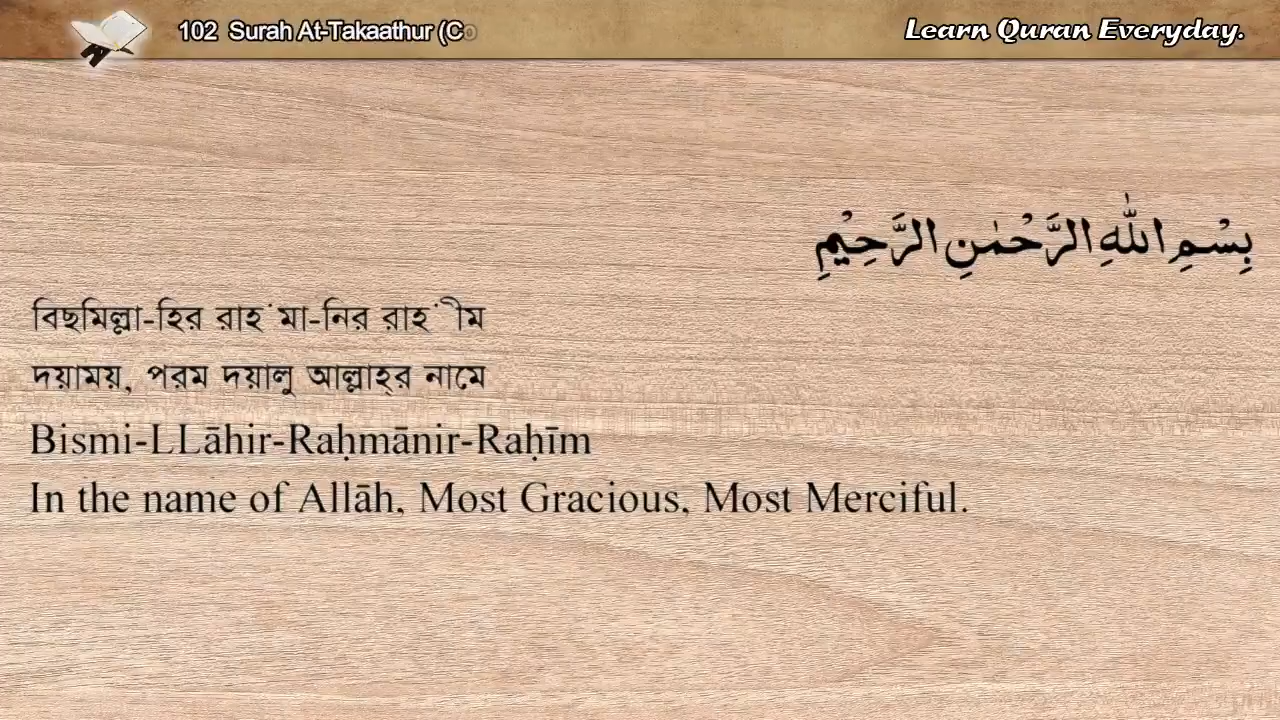 102 Surah At-Takaathur (Co
Learn Quran Everyday.
بِسْمِ اللّٰهِ الرَّحْمٰنِ الرَّحِيْمِ
বিছমিল্লা-হির রাহ'মা-নির রাহ'ীম
দয়াময়, পরম দয়ালু আল্লাহ্‌র নামে
Bismi-LLāhir-Raḥmānir-Raḥīm
In the name of Allāh, Most Gracious, Most Merciful.